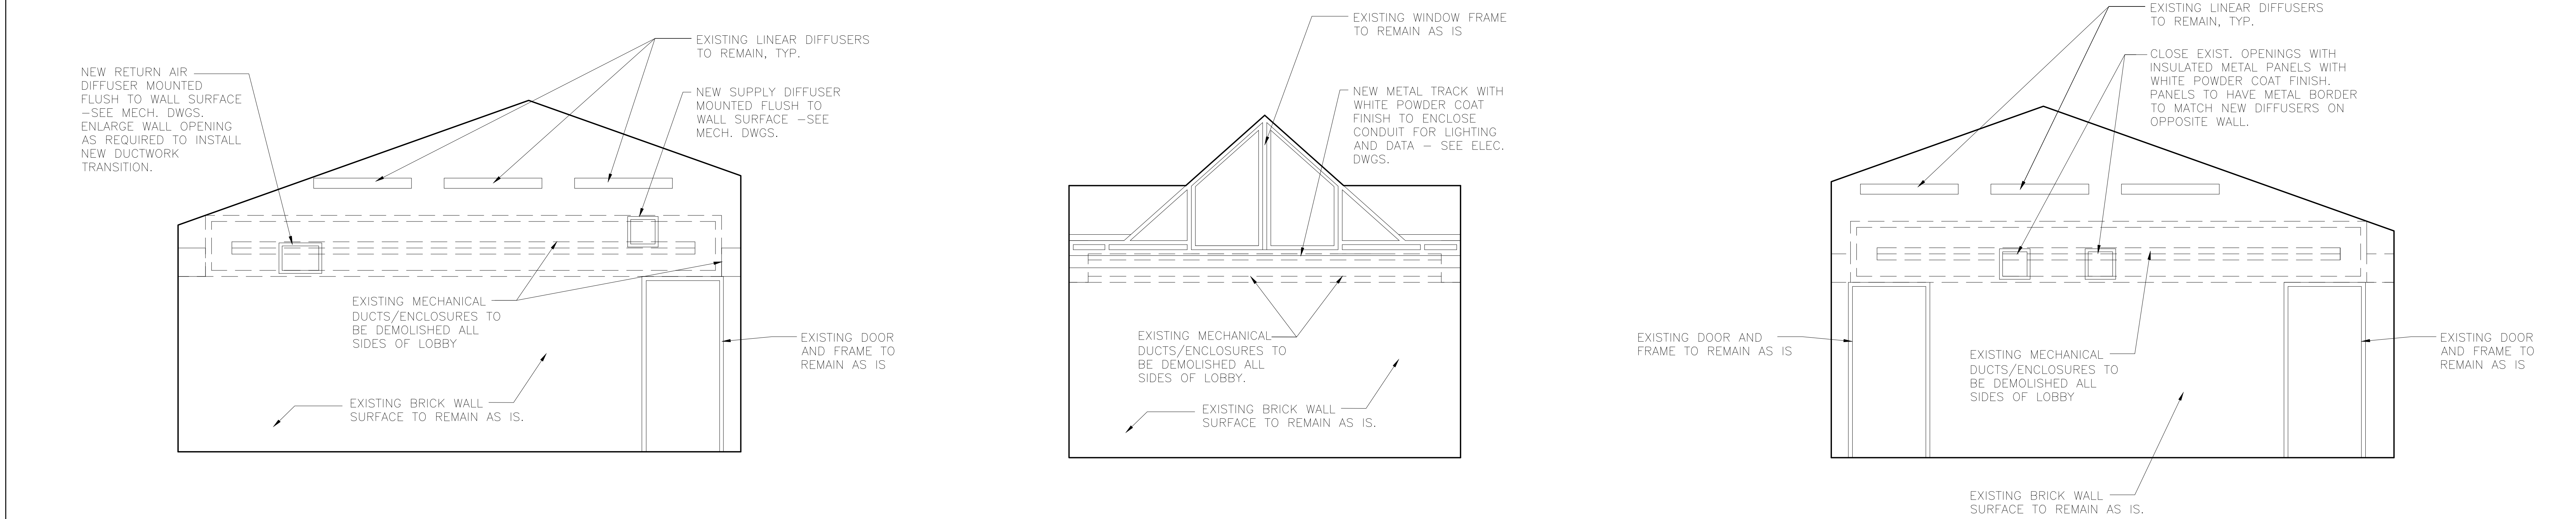 NEW RETURN AIR
DIFFUSER MOUNTED
FLUSH TO WALL SURFACE
–SEE MECH. DWGS.
ENLARGE WALL OPENING
AS REQUIRED TO INSTALL
NEW DUCTWORK
TRANSITION.
EXISTING LINEAR DIFFUSERS
TO REMAIN, TYP.
NEW SUPPLY DIFFUSER
MOUNTED FLUSH TO
WALL SURFACE –SEE
MECH. DWGS.
EXISTING MECHANICAL
DUCTS/ENCLOSURES TO
BE DEMOLISHED ALL
SIDES OF LOBBY
EXISTING DOOR
AND FRAME TO
REMAIN AS IS
EXISTING BRICK WALL
SURFACE TO REMAIN AS IS.
EXISTING WINDOW FRAME
TO REMAIN AS IS
NEW METAL TRACK WITH
WHITE POWDER COAT
FINISH TO ENCLOSE
CONDUIT FOR LIGHTING
AND DATA – SEE ELEC.
DWGS.
EXISTING MECHANICAL
DUCTS/ENCLOSURES TO
BE DEMOLISHED ALL
SIDES OF LOBBY.
EXISTING BRICK WALL
SURFACE TO REMAIN AS IS.
EXISTING LINEAR DIFFUSERS
TO REMAIN, TYP.
CLOSE EXIST. OPENINGS WITH
INSULATED METAL PANELS WITH
WHITE POWDER COAT FINISH.
PANELS TO HAVE METAL BORDER
TO MATCH NEW DIFFUSERS ON
OPPOSITE WALL.
EXISTING DOOR AND
FRAME TO REMAIN AS IS
EXISTING MECHANICAL
DUCTS/ENCLOSURES TO
BE DEMOLISHED ALL
SIDES OF LOBBY
EXISTING DOOR
AND FRAME TO
REMAIN AS IS
EXISTING BRICK WALL
SURFACE TO REMAIN AS IS.